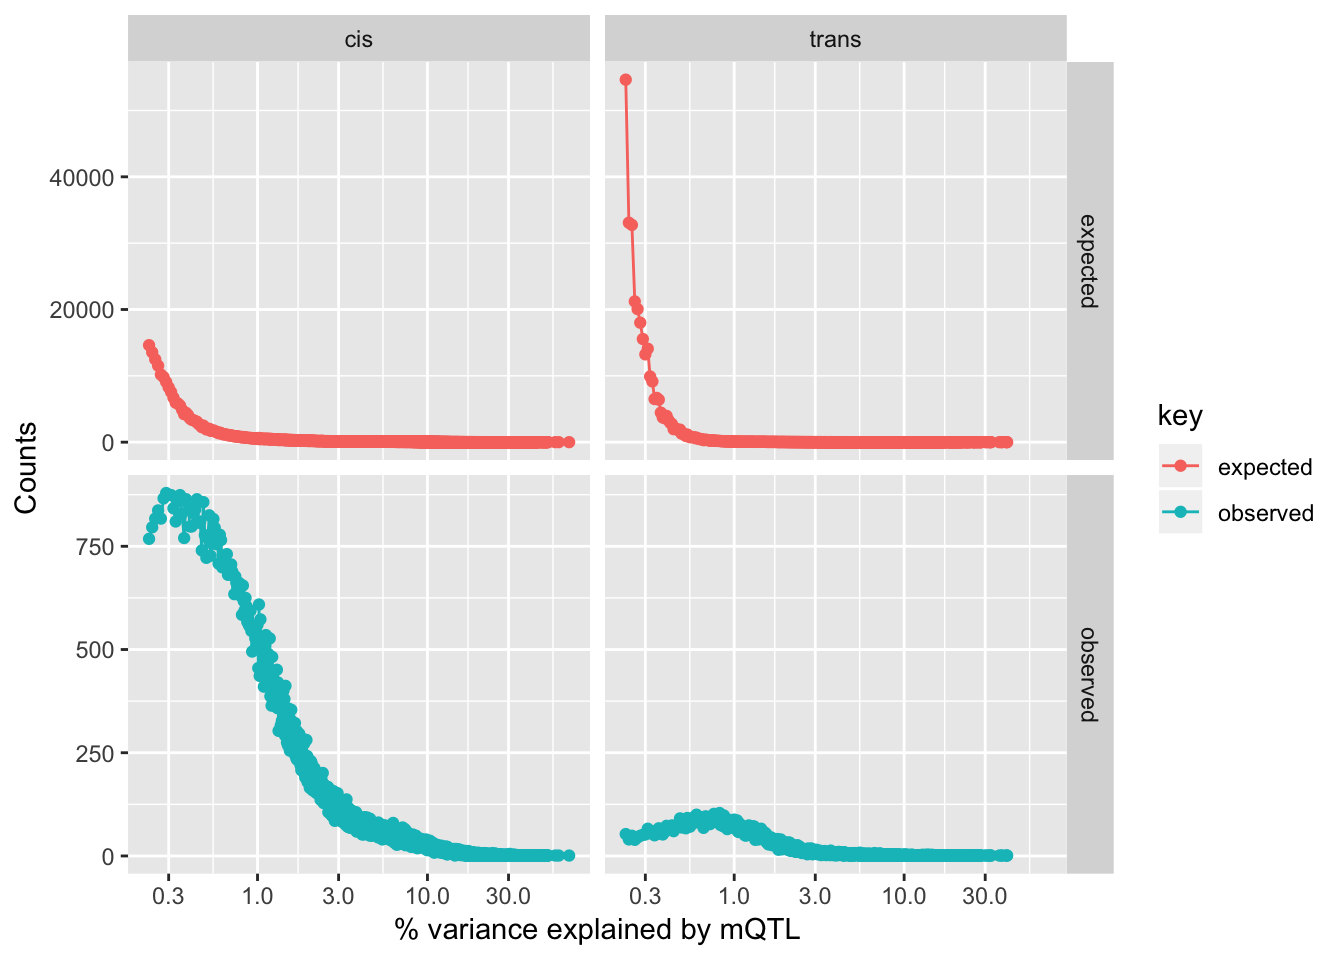 cis
trans
expected
40000
20000
0
Counts
observed
750
500
250
0
0.3 1.0 3.0 10.0 30.0
0.3 1.0 3.0 10.0 30.0
% variance explained by mQTL
key
expected
observed